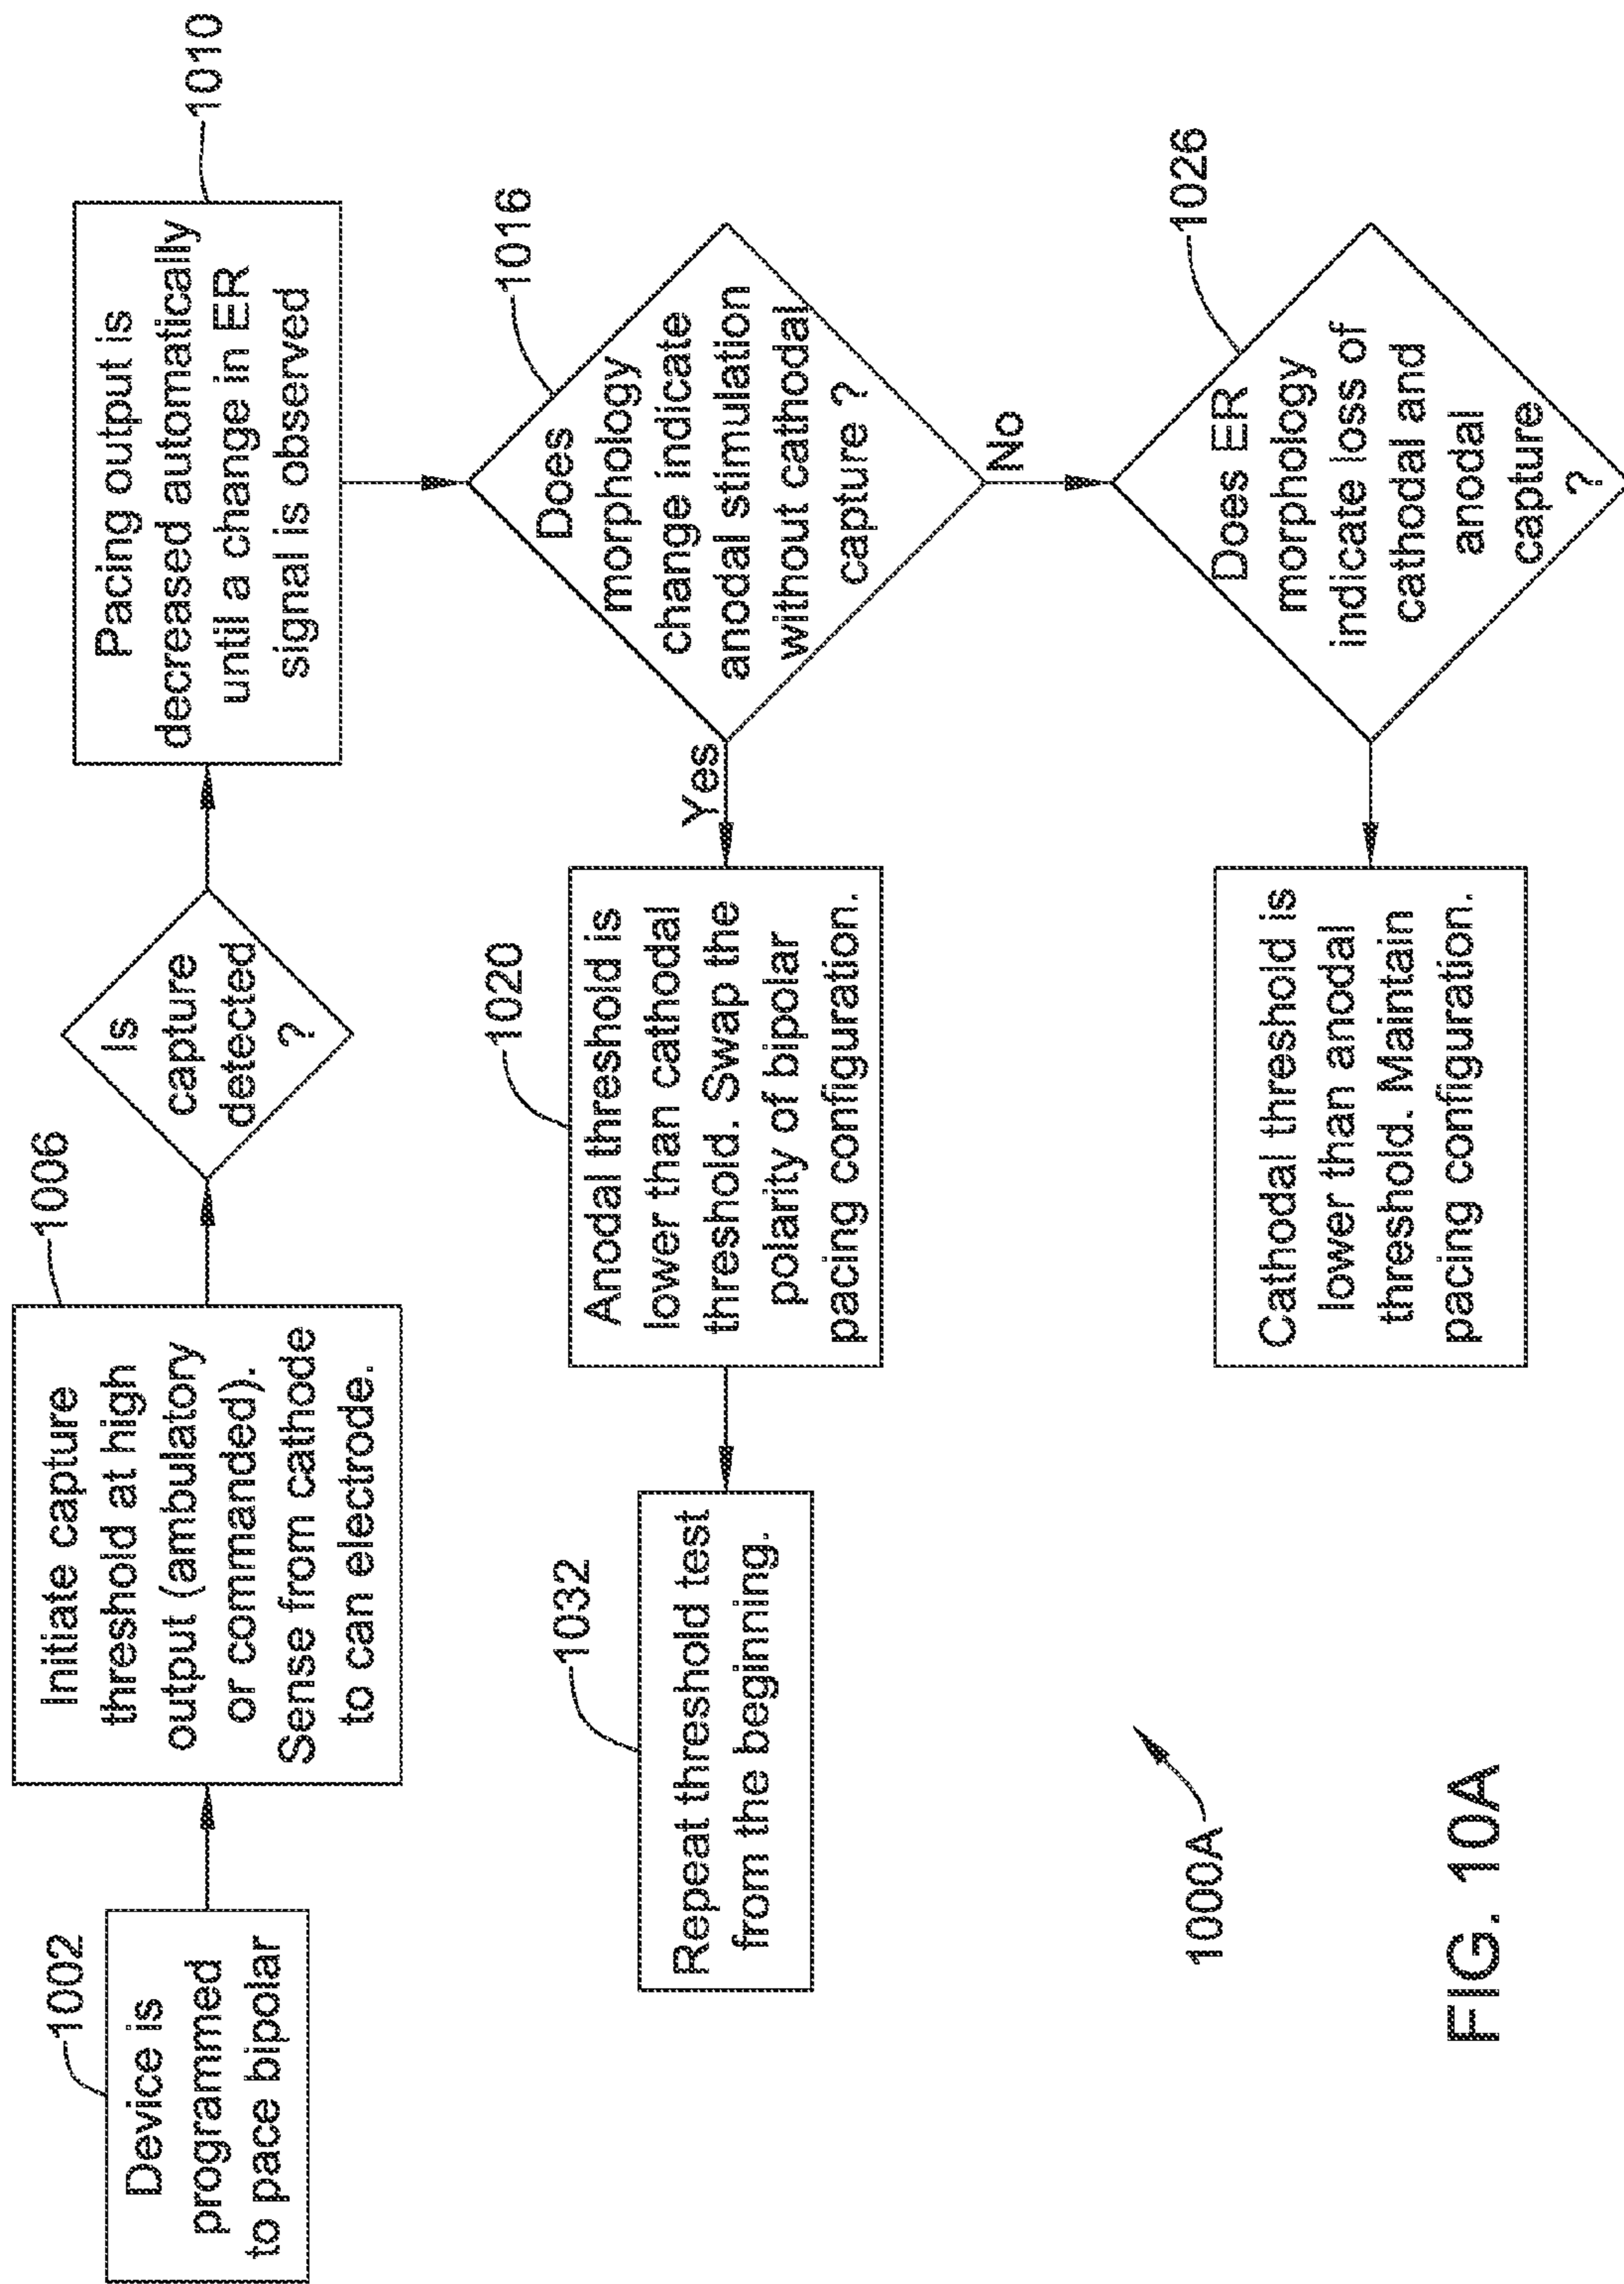 1002
Device is
programmed
to pace bipolar
1006
Initiate capture
threshold at high
output (ambulatory
or commanded).
Sense from cathode
to can electrode.
Is
capture
detected
?
1010
Pacing output is
decreased automatically
until a change in ER
signal is observed
1016
Does
morphology
change indicate
anodal stimulation
without cathodal
capture ?
Yes
No
1020
Anodal threshold is
lower than cathodal
threshold. Swap the
polarity of bipolar
pacing configuration.
1032
Repeat threshold test
from the beginning.
1026
Does ER
morphology
indicate loss of
cathodal and
anodal
capture
?
Cathodal threshold is
lower than anodal
threshold. Maintain
pacing configuration.
1000A
FIG. 10A